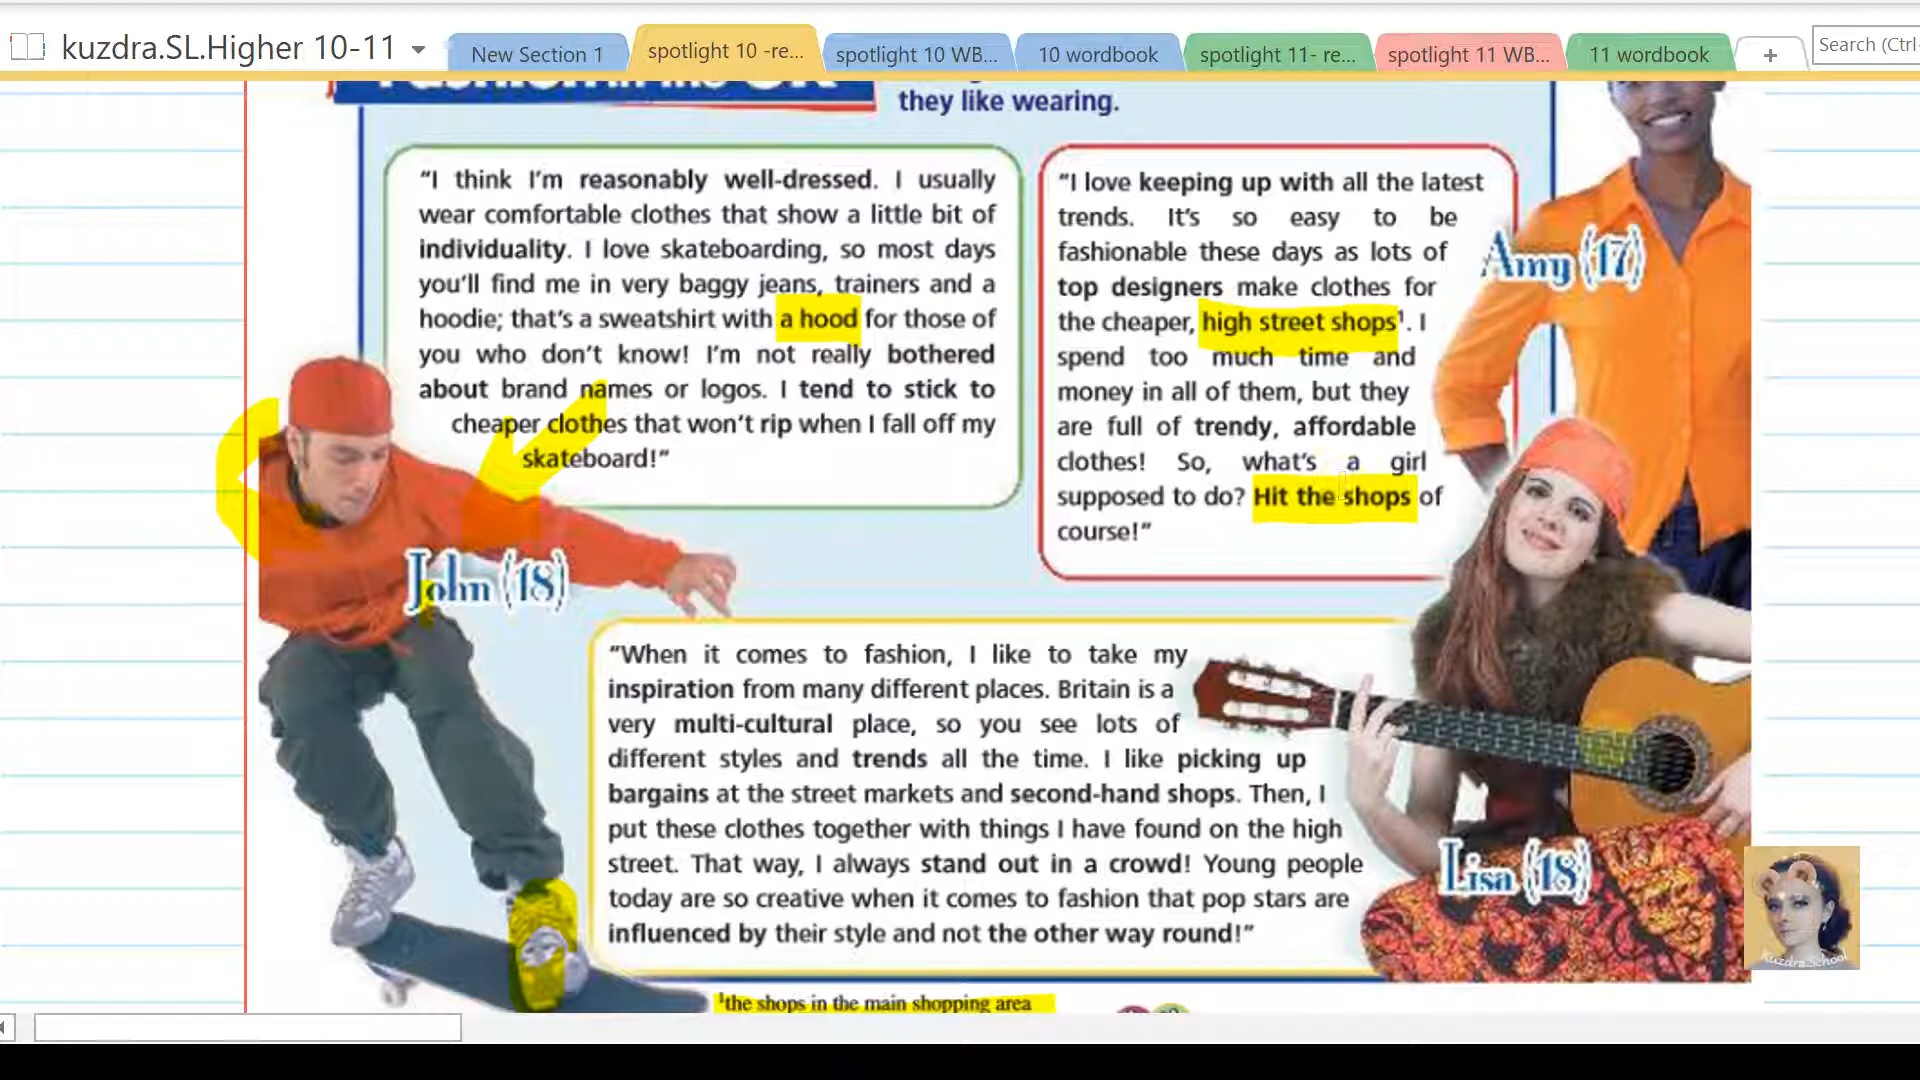 kuzdra.SL.Higher 10-11
New Section 1
spotlight 10 -re...
spotlight 10 WB...
10 wordbook
spotlight 11- re...
spotlight 11 WB...
11 wordbook
+
Search (Ctrl
they like wearing.
"I think I'm reasonably well-dressed. I usually
wear comfortable clothes that show a little bit of
individuality. I love skateboarding, so most days
you'll find me in very baggy jeans, trainers and a
hoodie; that's a sweatshirt with a hood for those of
you who don't know! I'm not really bothered
about brand names or logos. I tend to stick to
cheaper clothes that won't rip when I fall off my
skateboard!"
John (18)
"I love keeping up with all the latest
trends. It's so easy to be
fashionable these days as lots of
top designers make clothes for
the cheaper, high street shops¹. I
spend too much time and
money in all of them, but they
are full of trendy, affordable
clothes! So, what's a girl
supposed to do? Hit the shops of
course!"
Amy (17)
"When it comes to fashion, I like to take my
inspiration from many different places. Britain is a
very multi-cultural place, so you see lots of
different styles and trends all the time. I like picking up
bargains at the street markets and second-hand shops. Then, I
put these clothes together with things I have found on the high
street. That way, I always stand out in a crowd! Young people
today are so creative when it comes to fashion that pop stars are
influenced by their style and not the other way round!"
Lisa (18)
¹the shops in the main shopping area
Kuzdra.School